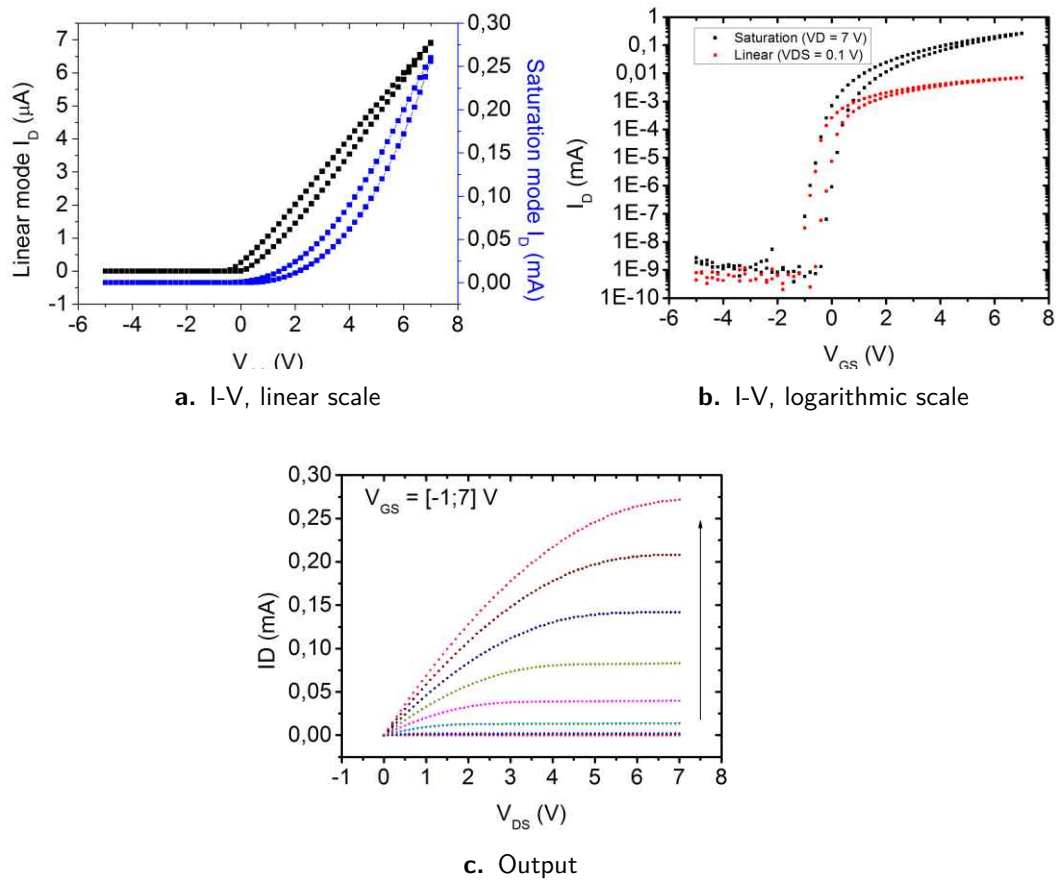 Linear mode I_D (μA)
7
6
5
4
3
2
1
0
-1
0,30
0,25
0,20
0,15
0,10
0,05
0,00
Saturation mode I_D (mA)
-6 -4 -2 0 2 4 6 8
(V)
a. I-V, linear scale
I_D (mA)
1
0,1
0,01
1E-3
1E-4
1E-5
1E-6
1E-7
1E-8
1E-9
1E-10
Saturation (VD = 7 V)
Linear (VDS = 0.1 V)
-6 -4 -2 0 2 4 6 8
V_GS (V)
b. I-V, logarithmic scale
ID (mA)
0,30
0,25
0,20
0,15
0,10
0,05
0,00
V_GS = [-1;7] V
-1 0 1 2 3 4 5 6 7 8
V_DS (V)
c. Output